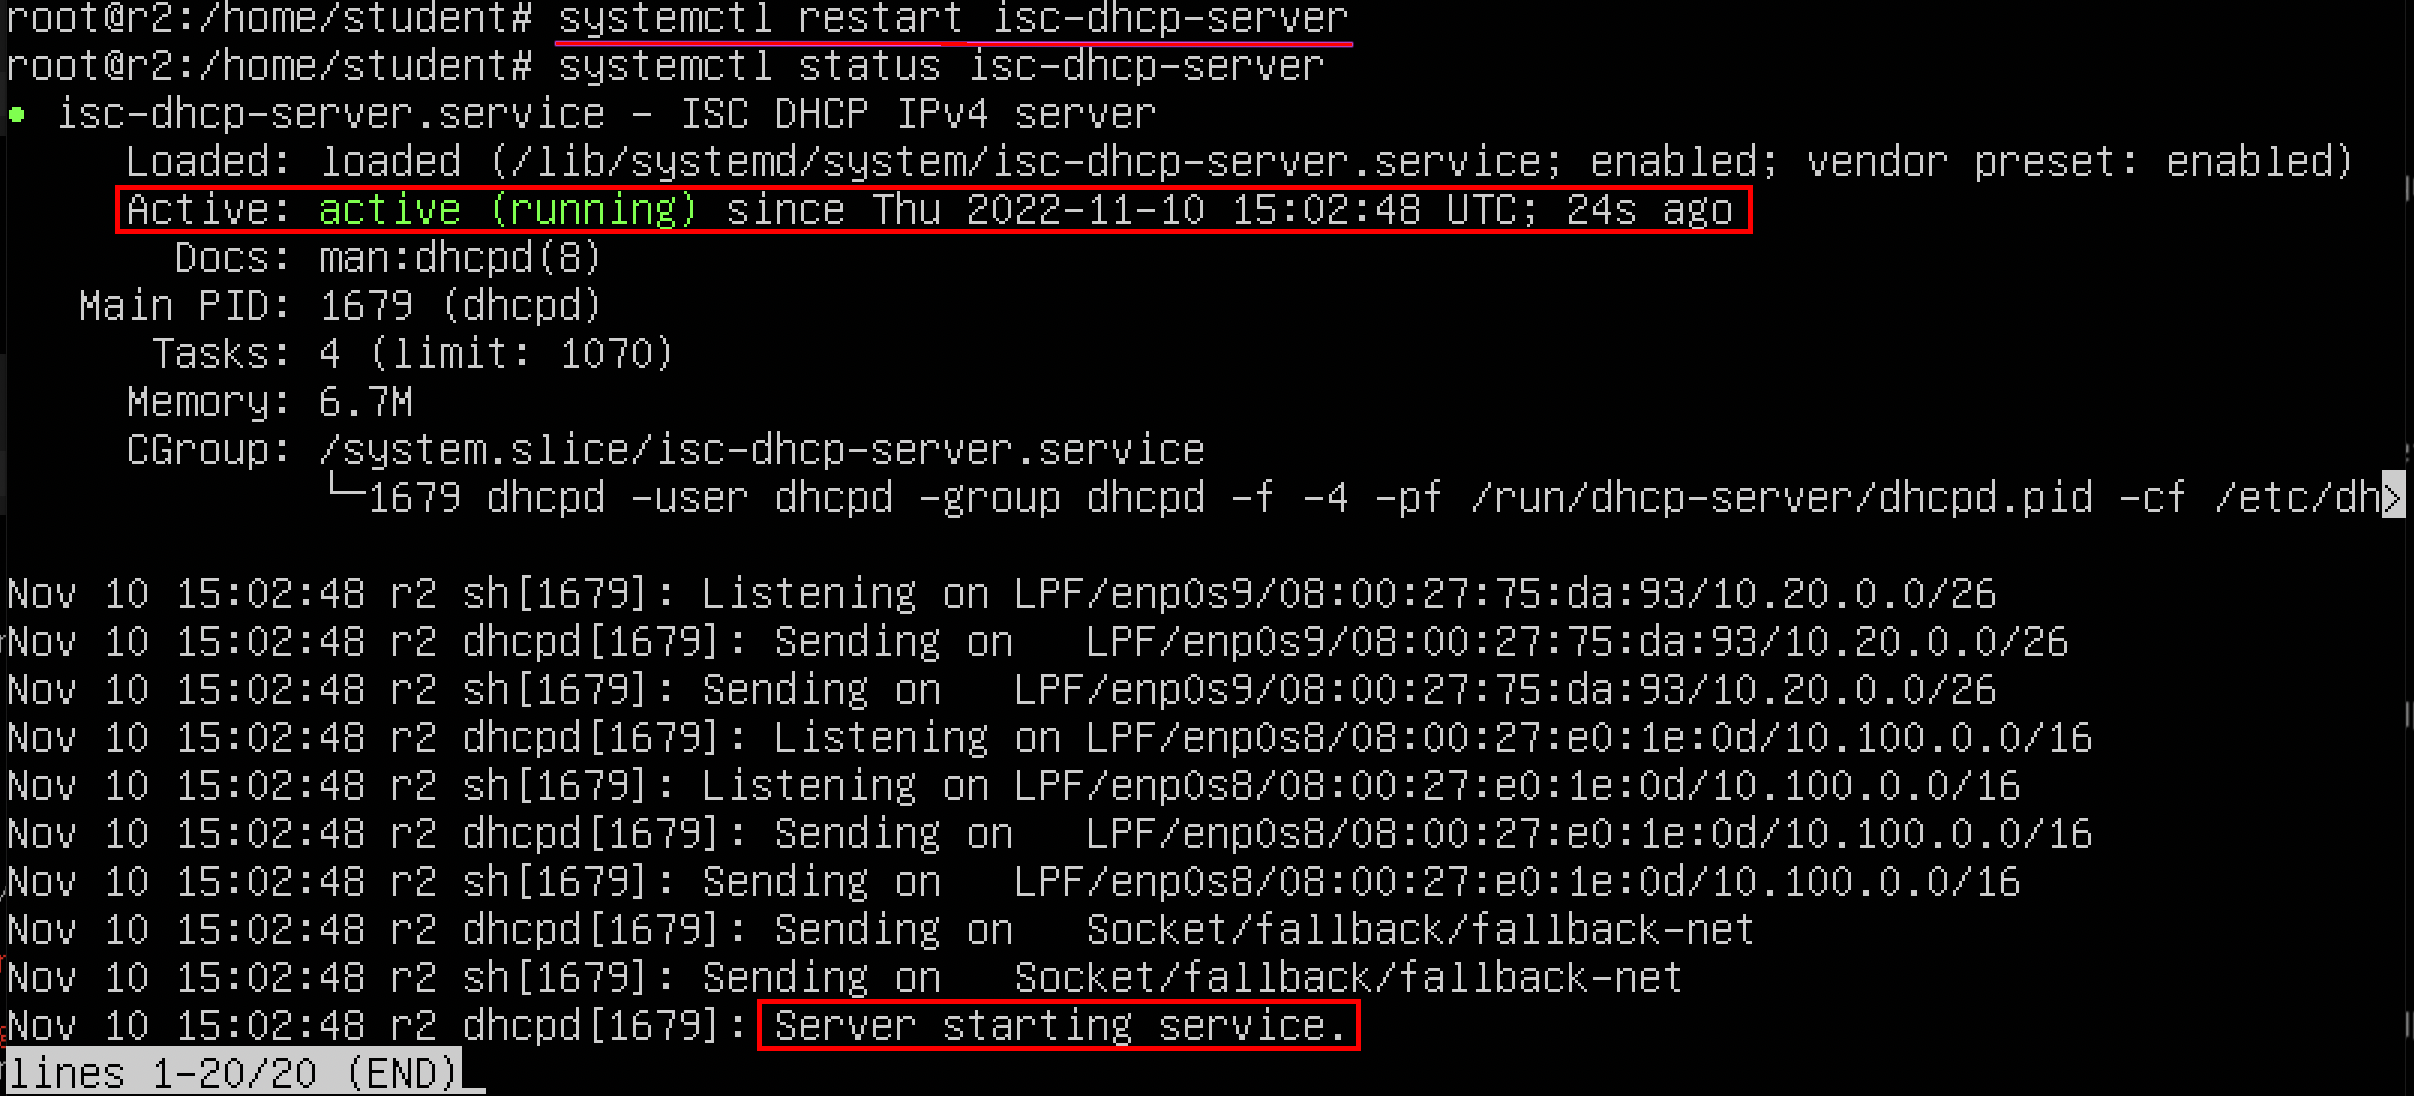 root@r2:/home/student# systemctl restart isc-dhcp-server
root@r2:/home/student# systemctl status isc-dhcp-server
● isc-dhcp-server.service - ISC DHCP IPv4 server
Loaded: loaded (/lib/systemd/system/isc-dhcp-server.service; enabled; vendor preset: enabled)
Active: active (running) since Thu 2022-11-10 15:02:48 UTC; 24s ago
Docs: man:dhcpd(8)
Main PID: 1679 (dhcpd)
Tasks: 4 (limit: 1070)
Memory: 6.7M
CGroup: /system.slice/isc-dhcp-server.service
└─1679 dhcpd -user dhcpd -group dhcpd -f -4 -pf /run/dhcp-server/dhcpd.pid -cf /etc/dh>
Nov 10 15:02:48 r2 sh[1679]: Listening on LPF/enp0s9/08:00:27:75:da:93/10.20.0.0/26
Nov 10 15:02:48 r2 dhcpd[1679]: Sending on   LPF/enp0s9/08:00:27:75:da:93/10.20.0.0/26
Nov 10 15:02:48 r2 sh[1679]: Sending on   LPF/enp0s9/08:00:27:75:da:93/10.20.0.0/26
Nov 10 15:02:48 r2 dhcpd[1679]: Listening on LPF/enp0s8/08:00:27:e0:1e:0d/10.100.0.0/16
Nov 10 15:02:48 r2 sh[1679]: Listening on LPF/enp0s8/08:00:27:e0:1e:0d/10.100.0.0/16
Nov 10 15:02:48 r2 dhcpd[1679]: Sending on   LPF/enp0s8/08:00:27:e0:1e:0d/10.100.0.0/16
Nov 10 15:02:48 r2 sh[1679]: Sending on   LPF/enp0s8/08:00:27:e0:1e:0d/10.100.0.0/16
Nov 10 15:02:48 r2 dhcpd[1679]: Sending on   Socket/fallback/fallback-net
Nov 10 15:02:48 r2 sh[1679]: Sending on   Socket/fallback/fallback-net
Nov 10 15:02:48 r2 dhcpd[1679]: Server starting service.
lines 1-20/20 (END)